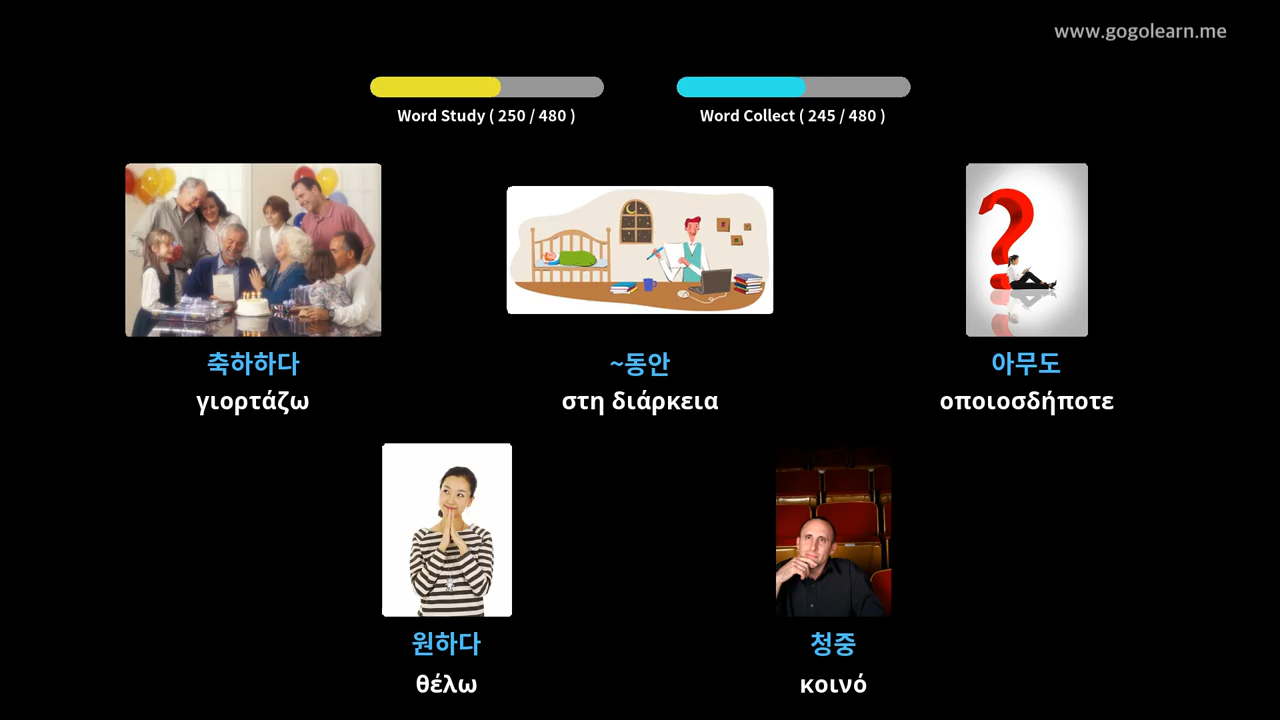 www.gogolearn.me
Word Study ( 250 / 480 )
Word Collect ( 245 / 480 )
축하하다
γιορτάζω
~동안
στη διάρκεια
아무도
οποιοσδήποτε
원하다
θέλω
청중
κοινό